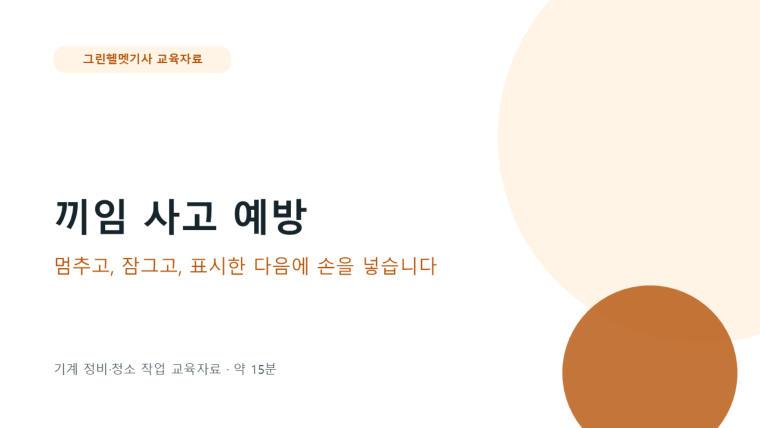 그린헬멧기사 교육자료
끼임 사고 예방
멈추고, 잠그고, 표시한 다음에 손을 넣습니다
기계 정비·청소 작업 교육자료 · 약 15분